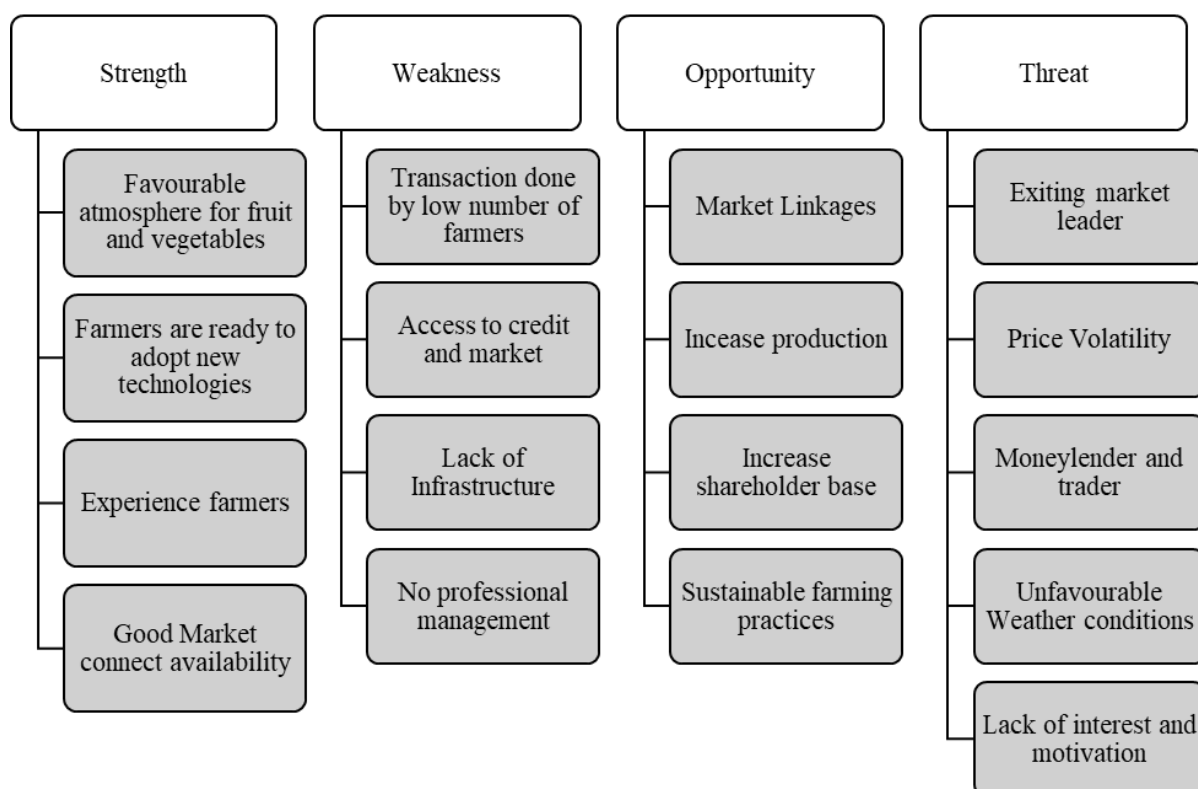 Strength
Favourable
atmosphere for fruit
and vegetables
Farmers are ready to
adopt new
technologies
Experience farmers
Good Market
connect availability
Weakness
Transaction done
by low number of
farmers
Access to credit
and market
Lack of
Infrastructure
No professional
management
Opportunity
Market Linkages
Incease production
Increase
shareholder base
Sustainable farming
practices
Threat
Exiting market
leader
Price Volatility
Moneylender and
trader
Unfavourable
Weather conditions
Lack of interest and
motivation